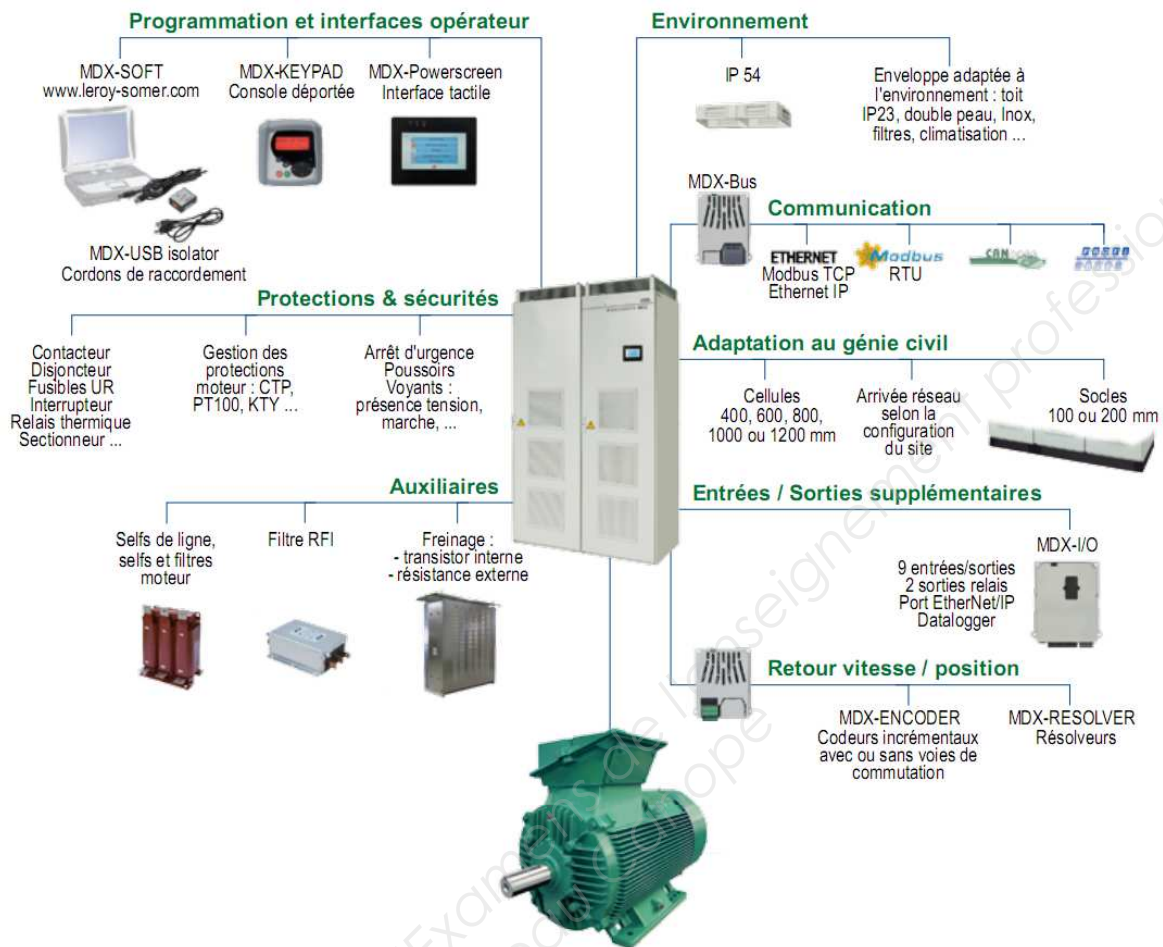 Programmation et interfaces opérateur
MDX-SOFT
www.leroy-somer.com
MDX-KEYPAD
Console déportée
MDX-Powerscreen
Interface tactile
MDX-USB isolator
Cordons de raccordement
Environnement
IP 54
Enveloppe adaptée à
l'environnement : toit
IP23, double peau, Inox,
filtres, climatisation ...
MDX-Bus
Communication
ETHERNET
Modbus TCP
Ethernet IP
Modbus
RTU
Protections & sécurités
Contacteur
Disjoncteur
Fusibles UR
Interrupteur
Relais thermique
Sectionneur ...
Gestion des
protections
moteur : CTP,
PT100, KTY ...
Arrêt d'urgence
Poussoirs
Voyants :
présence tension,
marche, ...
Adaptation au génie civil
Cellules
400, 600, 800,
1000 ou 1200 mm
Arrivée réseau
selon la
configuration
du site
Socles
100 ou 200 mm
Auxiliaires
Selfs de ligne,
selfs et filtres
moteur
Filtre RFI
Freinage :
- transistor interne
- résistance externe
Entrées / Sorties supplémentaires
MDX-I/O
9 entrées/sorties
2 sorties relais
Port EtherNet/IP
Datalogger
Retour vitesse / position
MDX-ENCODER
Codeurs incrémentaux
avec ou sans voies de
commutation
MDX-RESOLVER
Résolveurs
Examens de l'enseignement profession